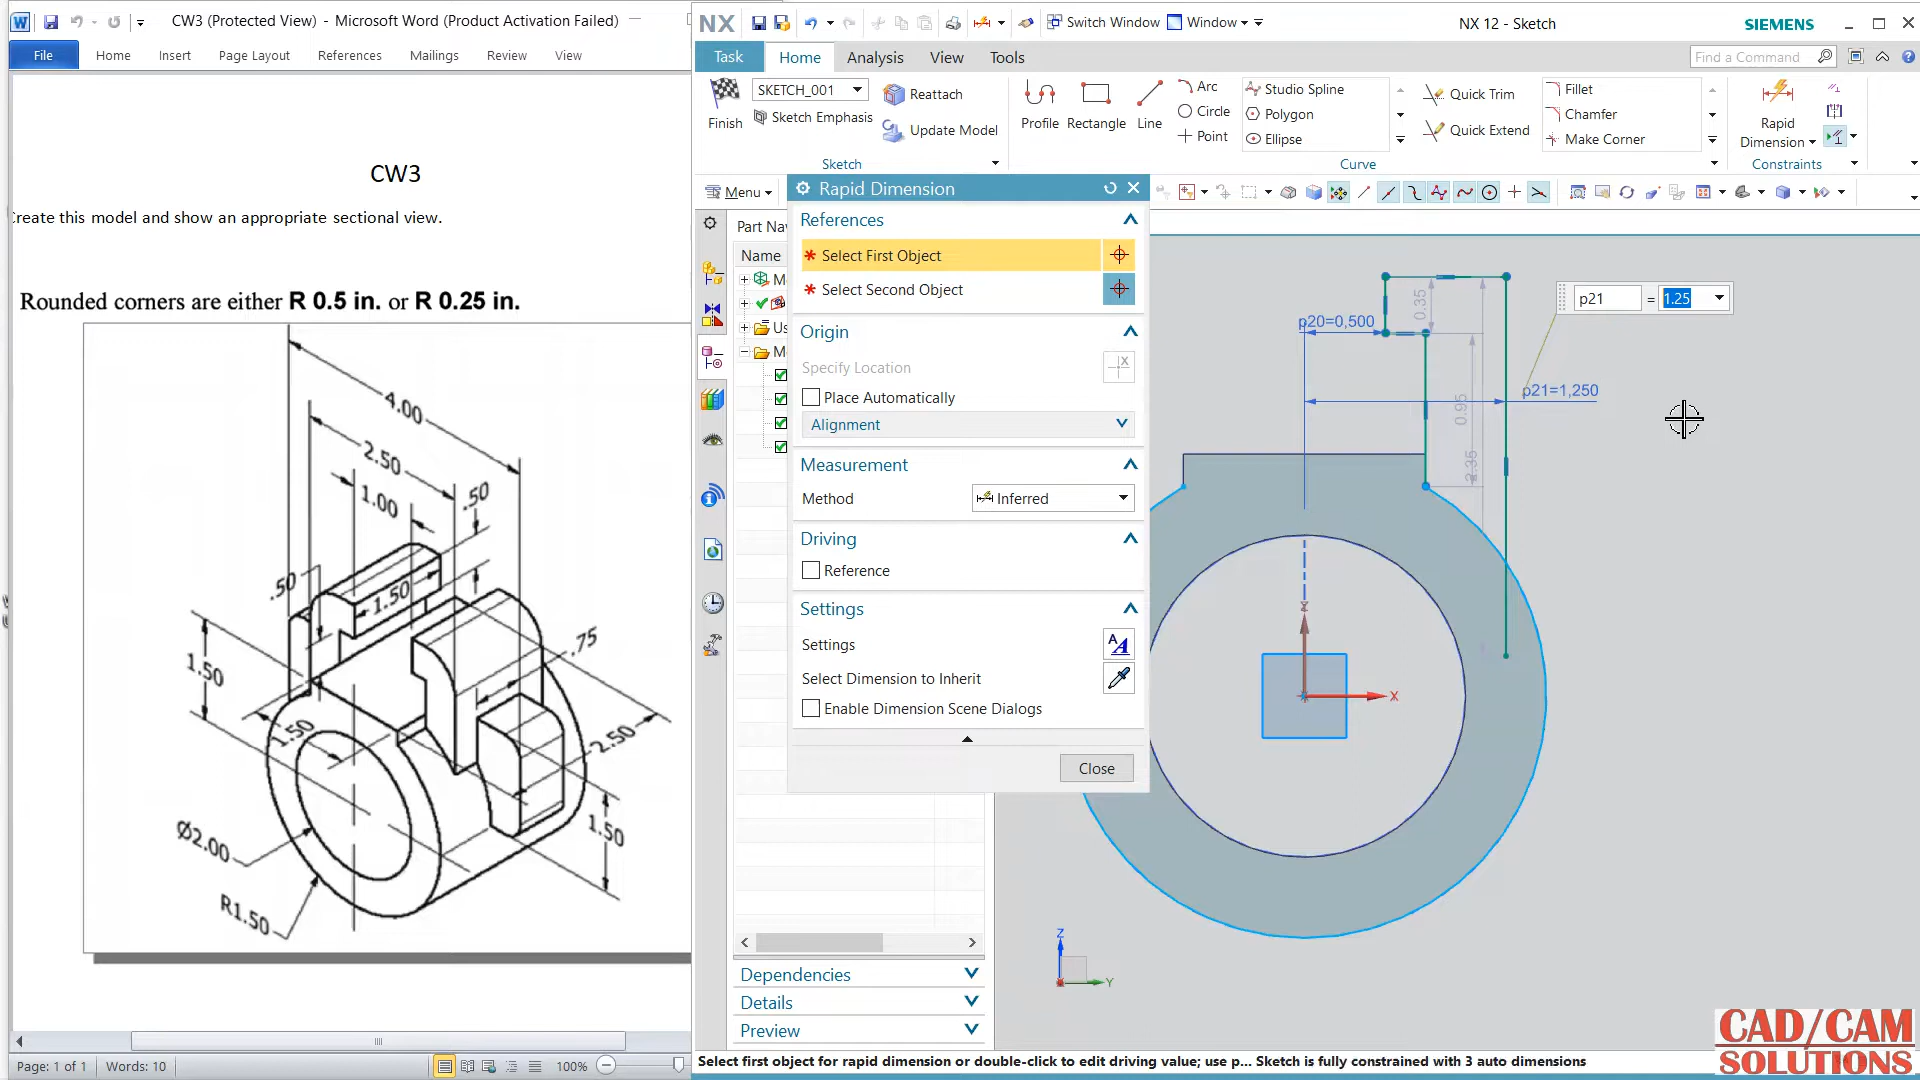 CW3 (Protected View) - Microsoft Word (Product Activation Failed)
File Home Insert Page Layout References Mailings Review View
CW3
Create this model and show an appropriate sectional view.
Rounded corners are either R 0.5 in. or R 0.25 in.
4.00
2.50
1.00
.50
.50
1.50
.75
1.50
1.50
2.50
Ø2.00
1.50
R1.50
Page: 1 of 1 Words: 10 100%
NX Switch Window Window NX 12 - Sketch SIEMENS
Task Home Analysis View Tools Find a Command
SKETCH_001 Reattach
Finish Sketch Emphasis Update Model
Sketch
Profile Rectangle Line Arc Circle Point
Studio Spline Polygon Ellipse
Quick Trim Quick Extend
Fillet Chamfer Make Corner
Curve
Rapid Dimension
Constraints
Menu
Part Nav
Name
M
Us
M
Rapid Dimension
References
* Select First Object
* Select Second Object
Origin
Specify Location
Place Automatically
Alignment
Measurement
Method Inferred
Driving
Reference
Settings
Settings
Select Dimension to Inherit
Enable Dimension Scene Dialogs
Close
Dependencies
Details
Preview
p20=0,500
0.35
p21 = 1.25
p21=1,250
0.95
2.35
X
Z
Y
Select first object for rapid dimension or double-click to edit driving value; use p... Sketch is fully constrained with 3 auto dimensions
CAD/CAM
SOLUTIONS